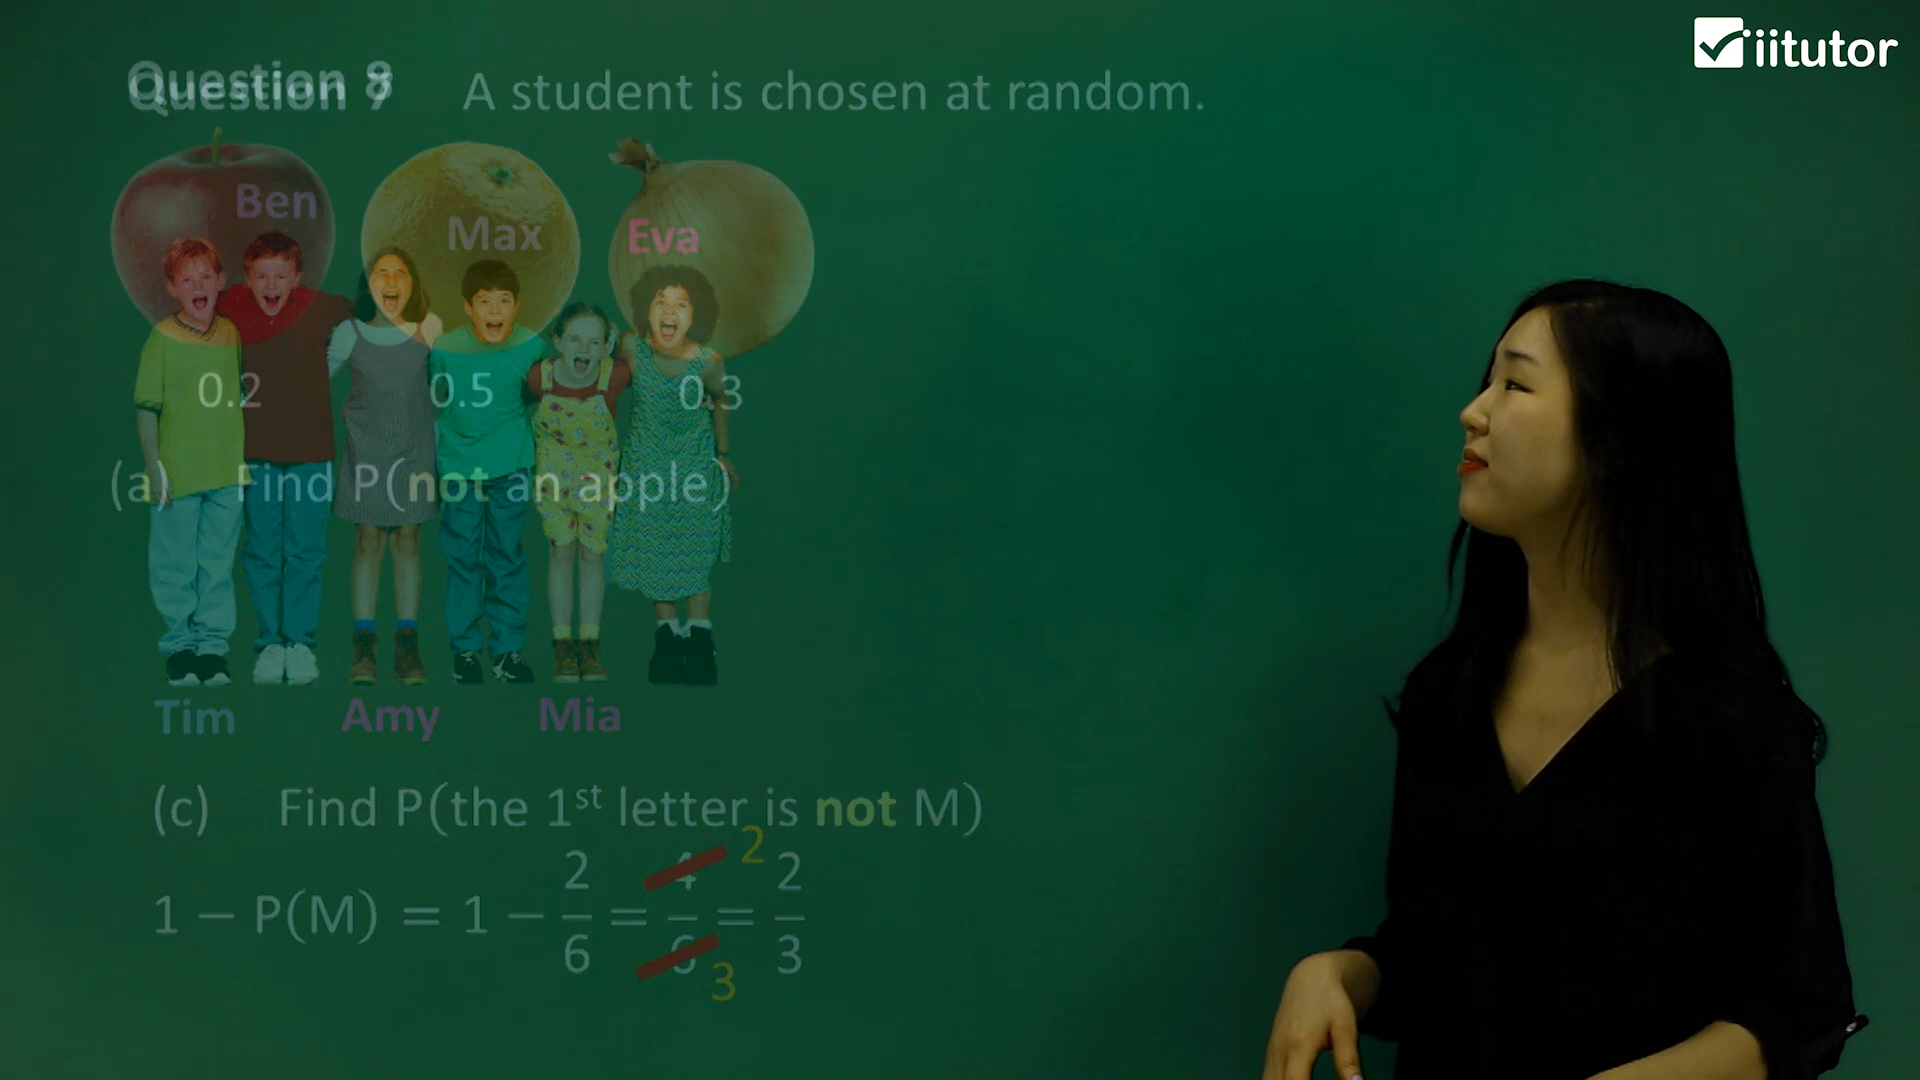 iitutor
Question 8 A student is chosen at random.
Ben
Max
Eva
0.2 0.5 0.3
(a) Find P(not an apple)
Tim Amy Mia
(c) Find P(the 1st letter is not M)
1 − P(M) = 1 − 2/6 = 4/6 = 2/3
2
3